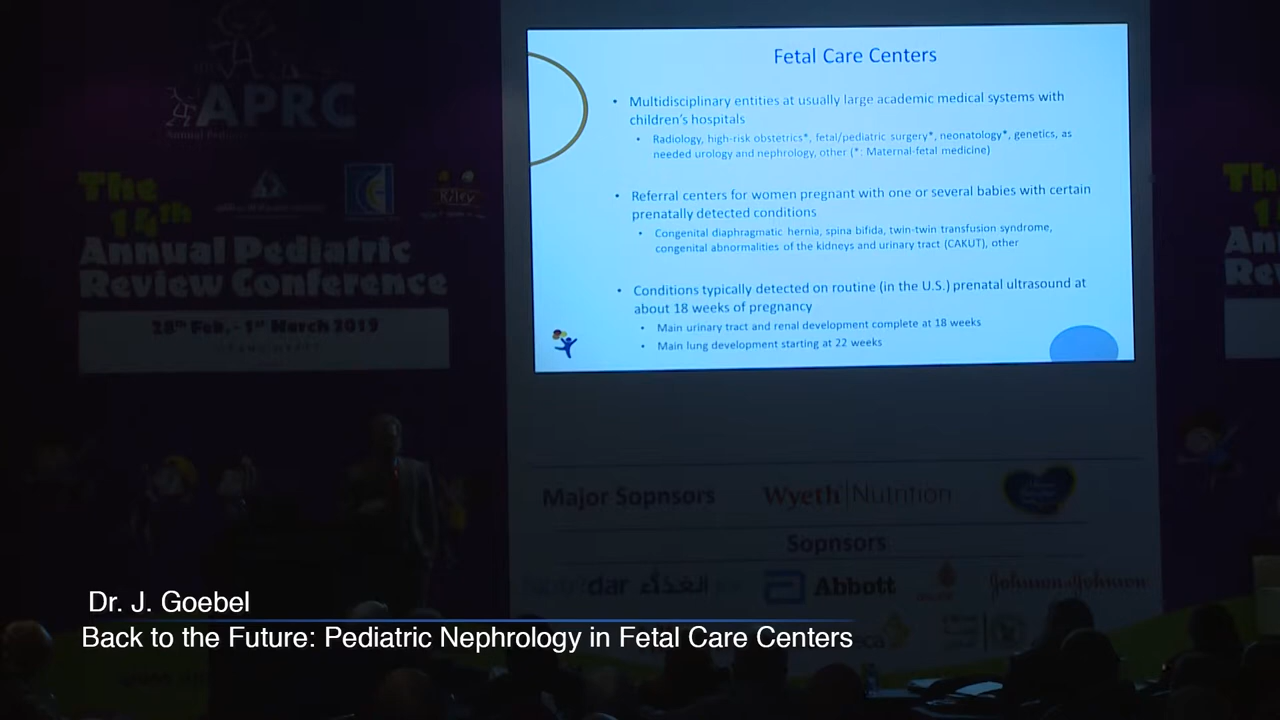 Fetal Care Centers
• Multidisciplinary entities at usually large academic medical systems with
children's hospitals
• Radiology, high-risk obstetrics*, fetal/pediatric surgery*, neonatology*, genetics, as
needed urology and nephrology, other (*: Maternal-fetal medicine)
• Referral centers for women pregnant with one or several babies with certain
prenatally detected conditions
• Congenital diaphragmatic hernia, spina bifida, twin-twin transfusion syndrome,
congenital abnormalities of the kidneys and urinary tract (CAKUT), other
• Conditions typically detected on routine (in the U.S.) prenatal ultrasound at
about 18 weeks of pregnancy
• Main urinary tract and renal development complete at 18 weeks
• Main lung development starting at 22 weeks
APRC
Annual
The
14th
Annual Pediatric
Review Conference
28th Feb. - 1st March 2019
Riley
Th
An
Re
Major Sopnsors
Wyeth Nutrition
Sopnsors
dar
Abbott
Johnson & Johnson
Dr. J. Goebel
Back to the Future: Pediatric Nephrology in Fetal Care Centers